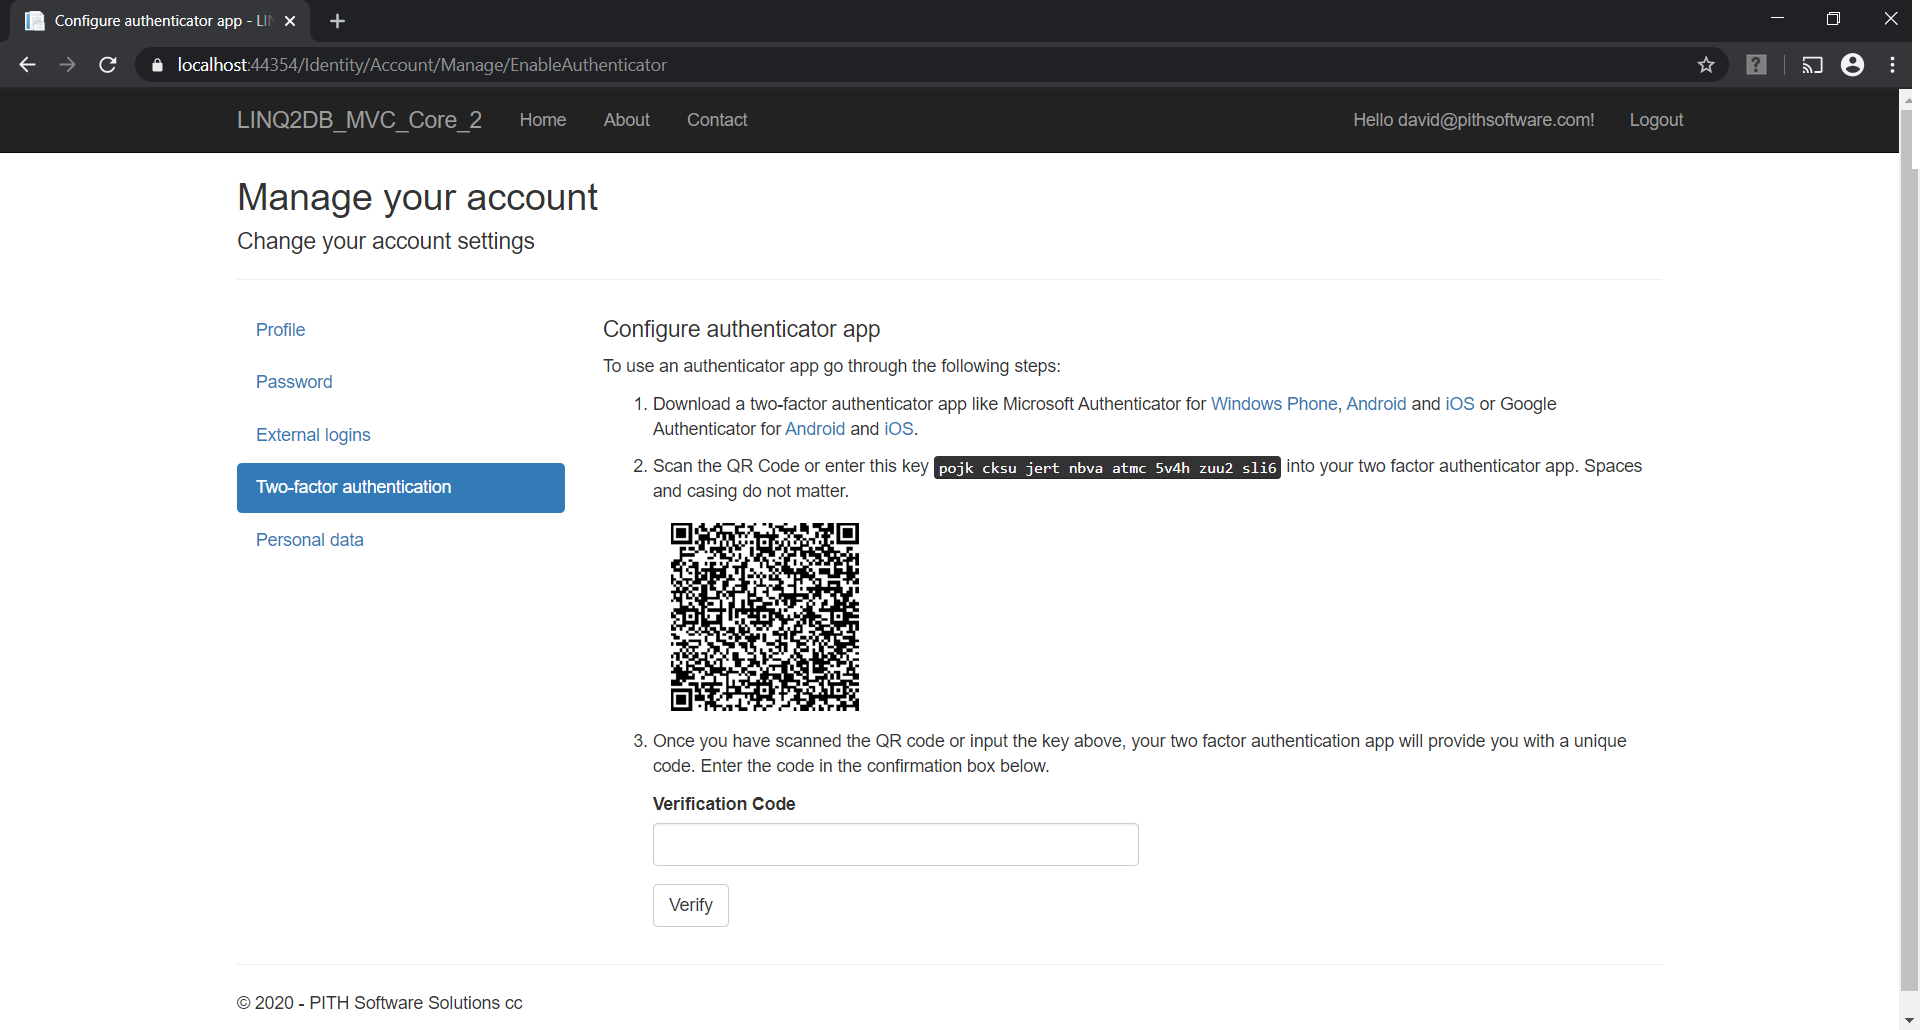 Configure authenticator app - LI
localhost:44354/Identity/Account/Manage/EnableAuthenticator
LINQ2DB_MVC_Core_2 Home About Contact Hello david@pithsoftware.com! Logout
Manage your account
Change your account settings
Profile
Password
External logins
Two-factor authentication
Personal data
Configure authenticator app
To use an authenticator app go through the following steps:
1. Download a two-factor authenticator app like Microsoft Authenticator for Windows Phone, Android and iOS or Google
Authenticator for Android and iOS.
2. Scan the QR Code or enter this key pojk cksu jert nbva atmc 5v4h zuu2 sli6 into your two factor authenticator app. Spaces
and casing do not matter.
3. Once you have scanned the QR code or input the key above, your two factor authentication app will provide you with a unique
code. Enter the code in the confirmation box below.
Verification Code
Verify
© 2020 - PITH Software Solutions cc